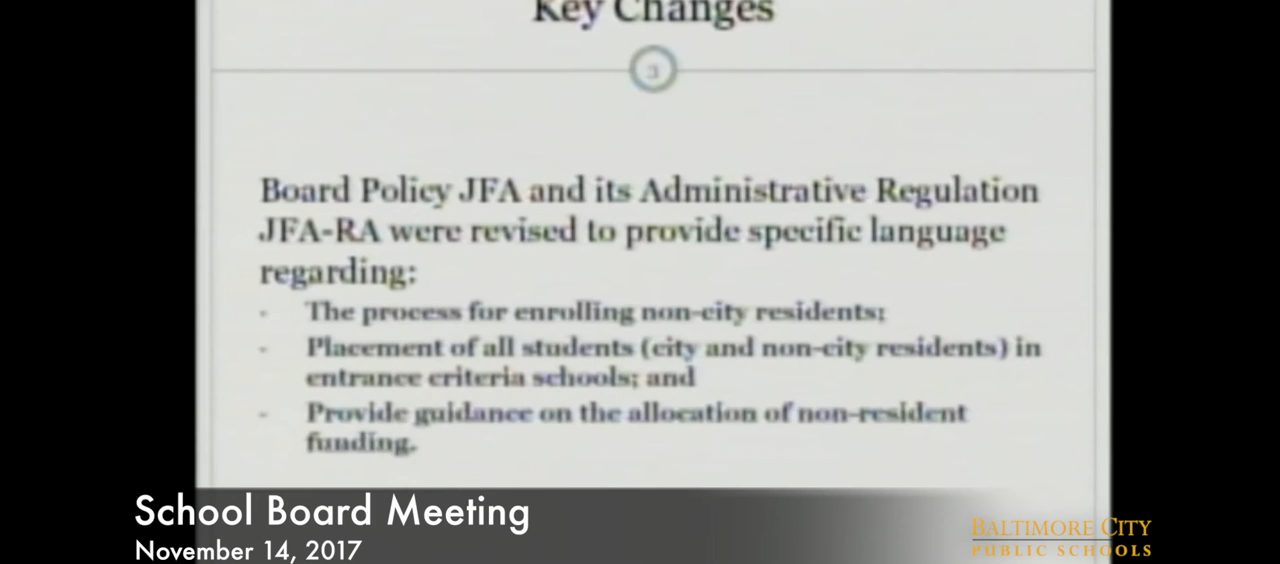 Key Changes
3
Board Policy JFA and its Administrative Regulation
JFA-RA were revised to provide specific language
regarding:
- The process for enrolling non-city residents;
- Placement of all students (city and non-city residents) in
entrance criteria schools; and
- Provide guidance on the allocation of non-resident
funding.
School Board Meeting
November 14, 2017
BALTIMORE CITY
PUBLIC SCHOOLS